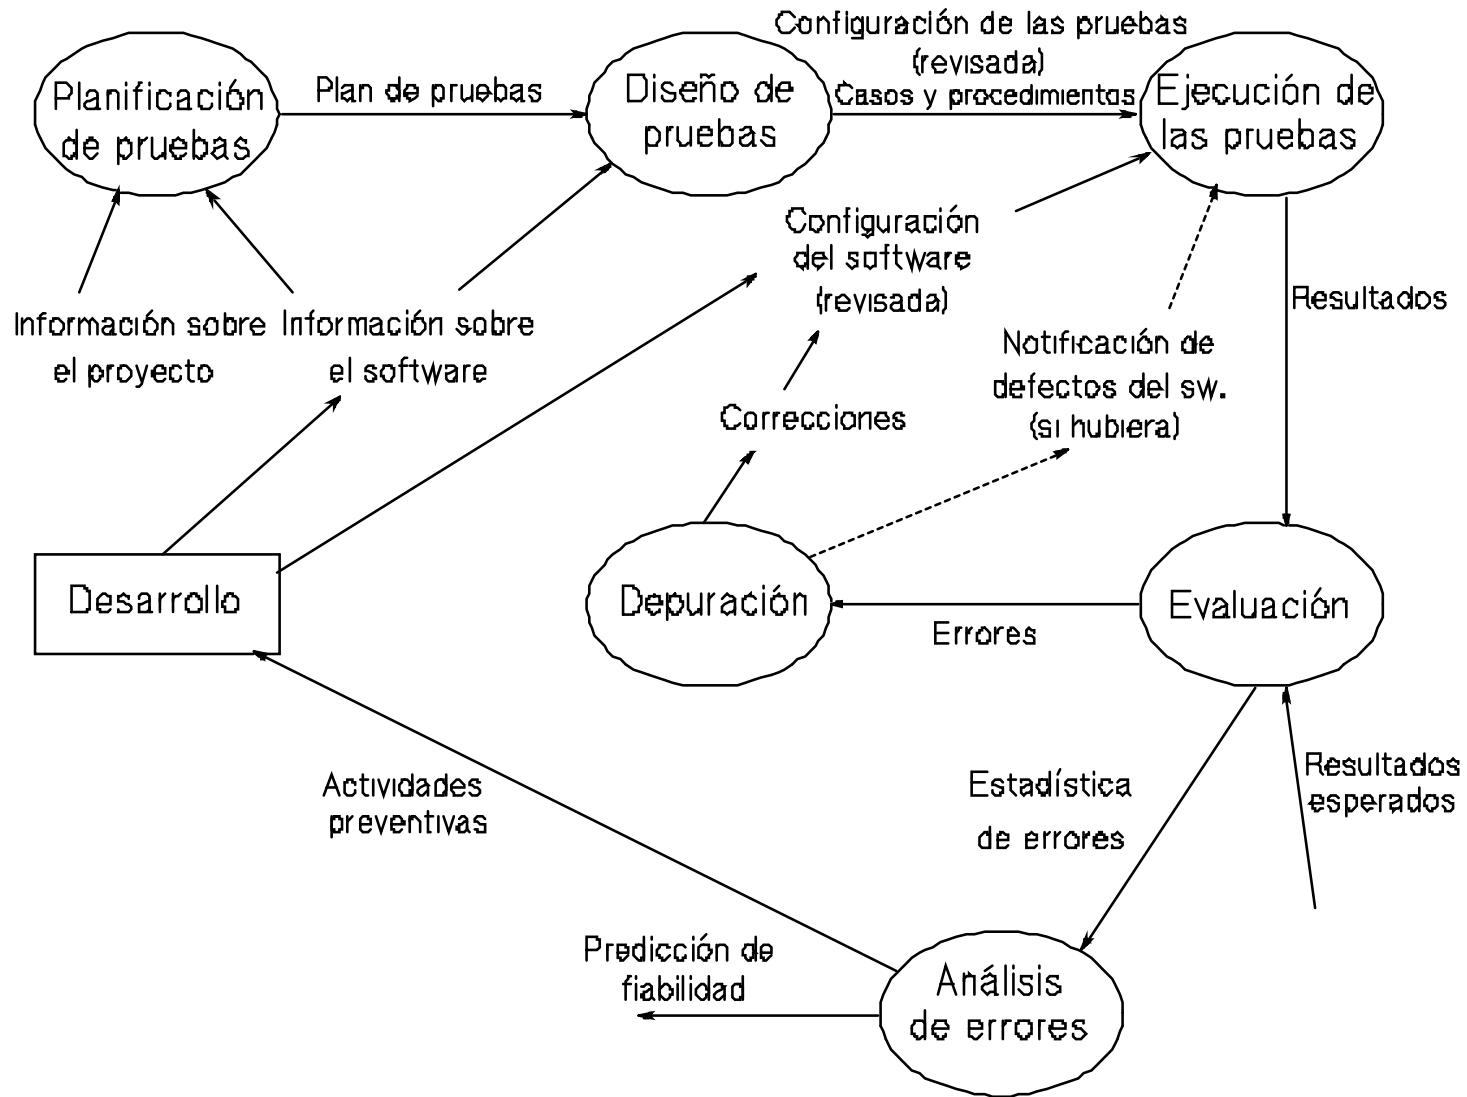 Planificación
de pruebas
Plan de pruebas
Diseño de
pruebas
Configuración de las pruebas
(revisada)
Casos y procedimientos
Ejecución de
las pruebas
Información sobre
el proyecto
Información sobre
el software
Configuración
del software
(revisada)
Resultados
Notificación de
defectos del sw.
(si hubiera)
Correcciones
Desarrollo
Depuración
Errores
Evaluación
Actividades
preventivas
Estadística
de errores
Resultados
esperados
Predicción de
fiabilidad
Análisis
de errores